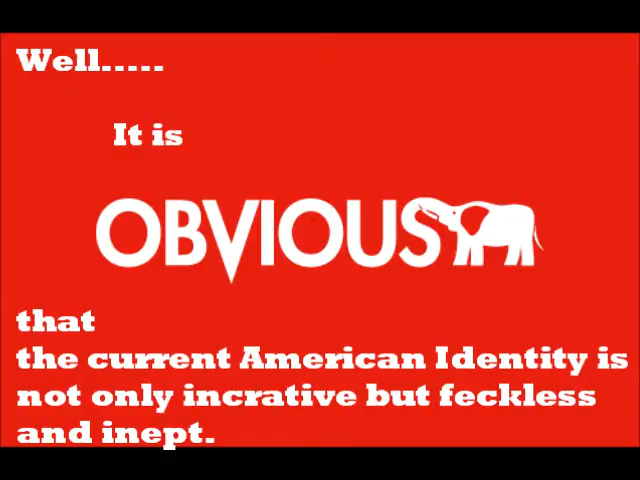 Well.....
It is
OBVIOUS
that
the current American Identity is
not only incrative but feckless
and inept.